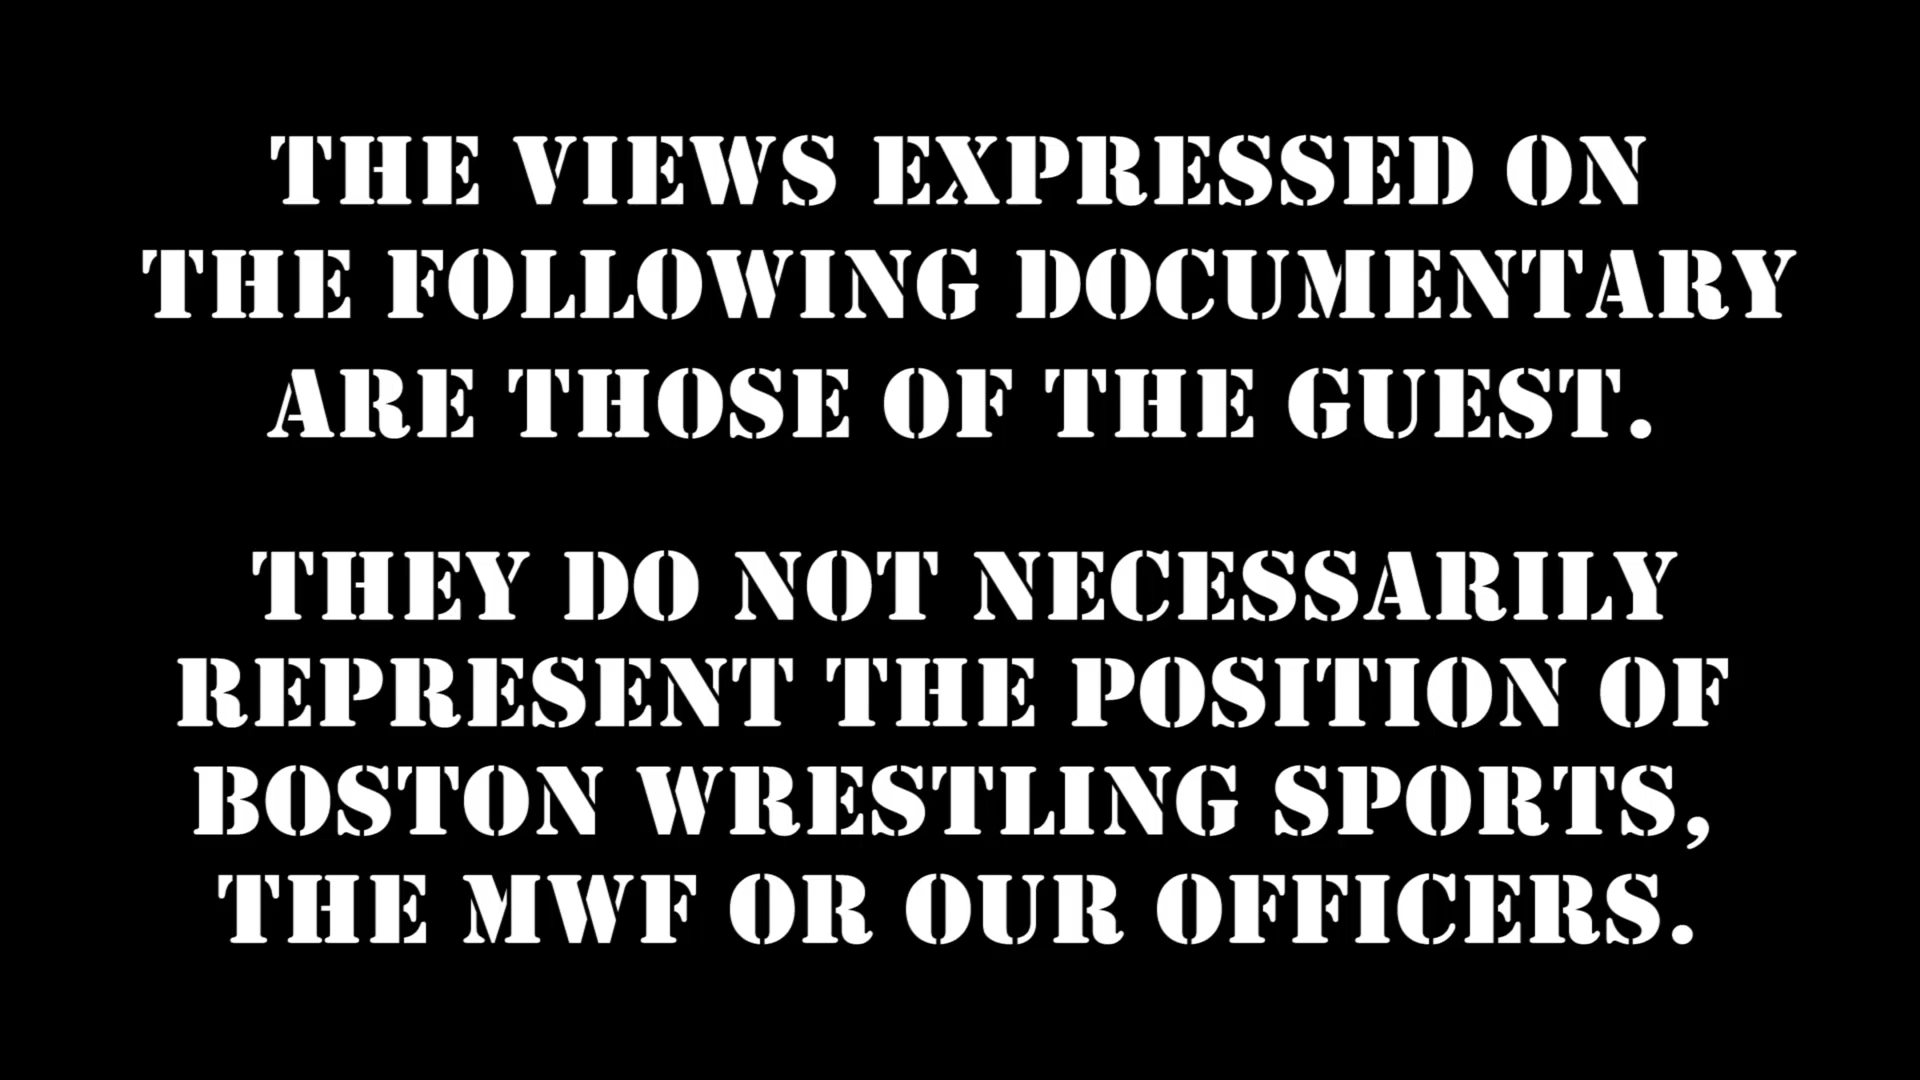 THE VIEWS EXPRESSED ON
THE FOLLOWING DOCUMENTARY
ARE THOSE OF THE GUEST.
THEY DO NOT NECESSARILY
REPRESENT THE POSITION OF
BOSTON WRESTLING SPORTS,
THE MWF OR OUR OFFICERS.